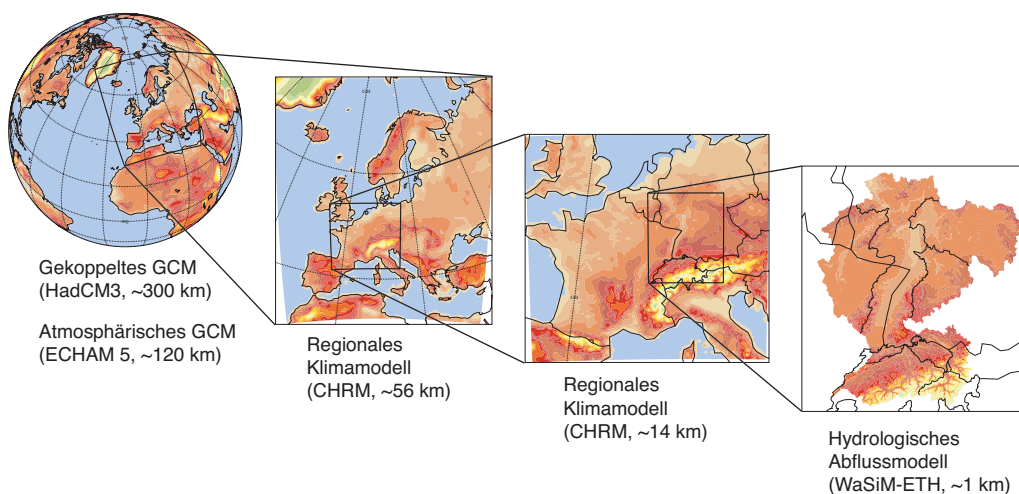 Gekoppeltes GCM
(HadCM3, ~300 km)
Atmosphärisches GCM
(ECHAM 5, ~120 km)
Regionales
Klimamodell
(CHRM, ~56 km)
Regionales
Klimamodell
(CHRM, ~14 km)
Hydrologisches
Abflussmodell
(WaSiM-ETH, ~1 km)